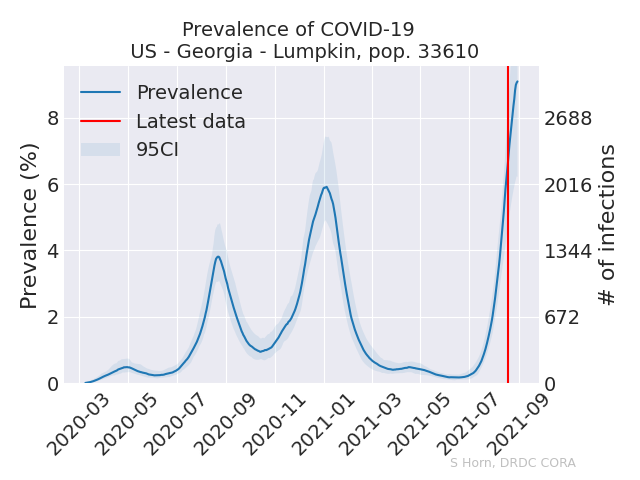 Prevalence of COVID-19
US - Georgia - Lumpkin, pop. 33610
Prevalence
Latest data
95CI
Prevalence (%)
8
6
4
2
0
# of infections
2688
2016
1344
672
0
2020-03
2020-05
2020-07
2020-09
2020-11
2021-01
2021-03
2021-05
2021-07
2021-09
S Horn, DRDC CORA